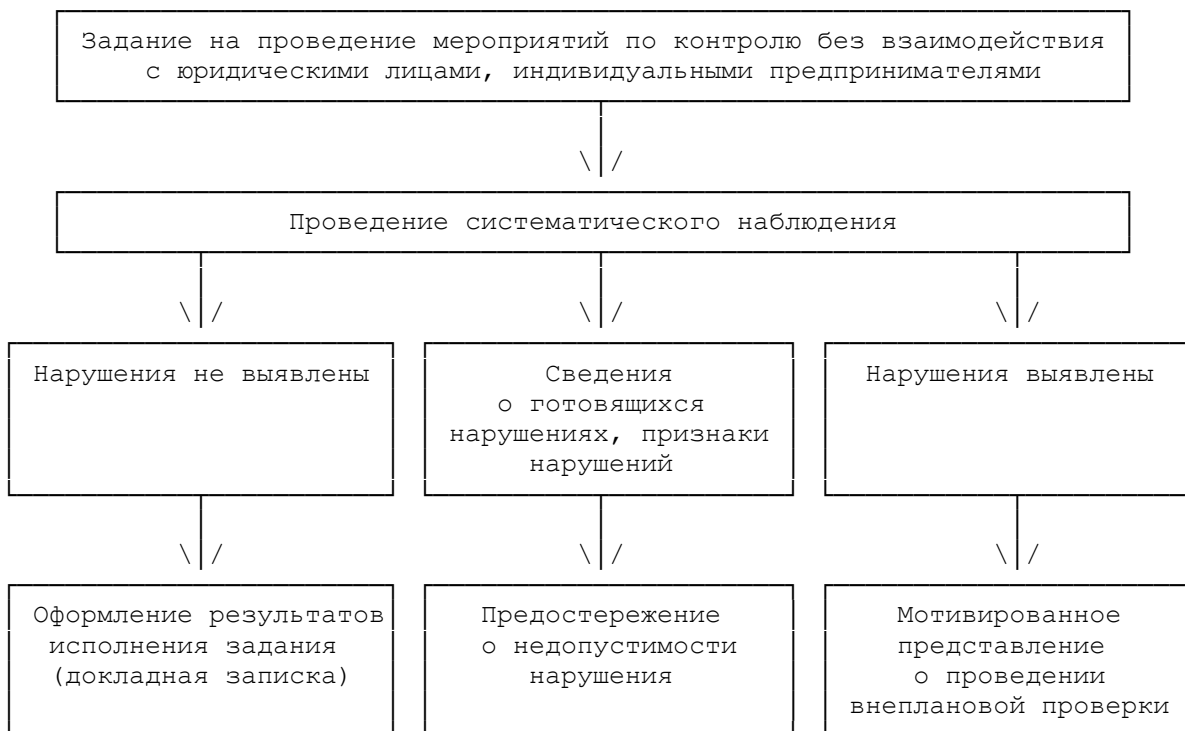 Задание на проведение мероприятий по контролю без взаимодействия
с юридическими лицами, индивидуальными предпринимателями
Проведение систематического наблюдения
Нарушения не выявлены
Сведения
о готовящихся
нарушениях, признаки
нарушений
Нарушения выявлены
Оформление результатов
исполнения задания
(докладная записка)
Предостережение
о недопустимости
нарушения
Мотивированное
представление
о проведении
внеплановой проверки